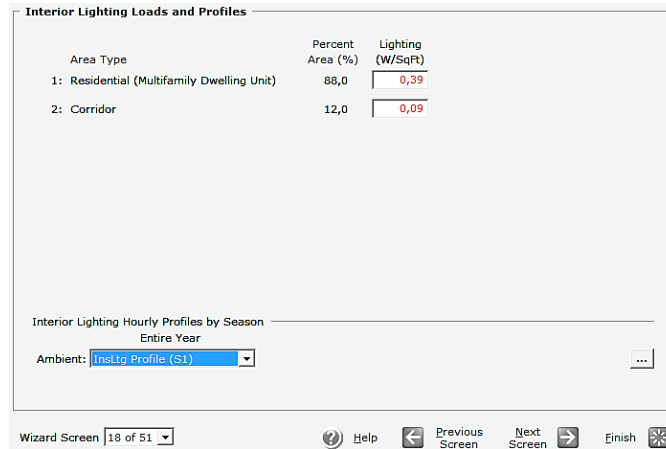 Interior Lighting Loads and Profiles
Percent Lighting
Area Type Area (%) (W/SqFt)
1: Residential (Multifamily Dwelling Unit) 88,0 0,39
2: Corridor 12,0 0,09
Interior Lighting Hourly Profiles by Season
Entire Year
Ambient: InsLtg Profile (S1) ...
Wizard Screen 18 of 51 Help Previous Screen Next Screen Finish